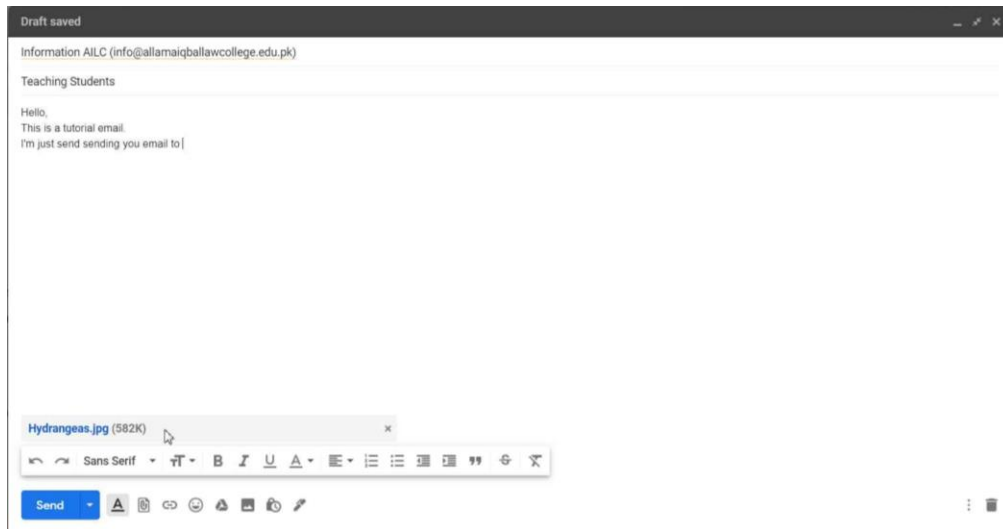 Draft saved
Information AILC (info@allamaiqballawcollege.edu.pk)
Teaching Students
Hello,
This is a tutorial email.
I'm just send sending you email to
Hydrangeas.jpg (582K)
Sans Serif
Send